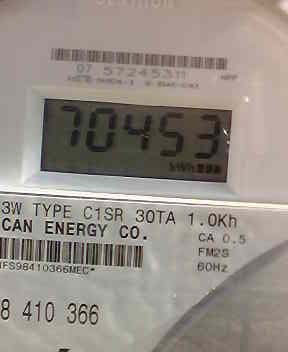 07 57245311
70453
kWh
3W TYPE C1SR 30TA 1.0Kh
CAN ENERGY CO.
CA 0.5
FM2S
60Hz
FS98410366MEC*
8 410 366